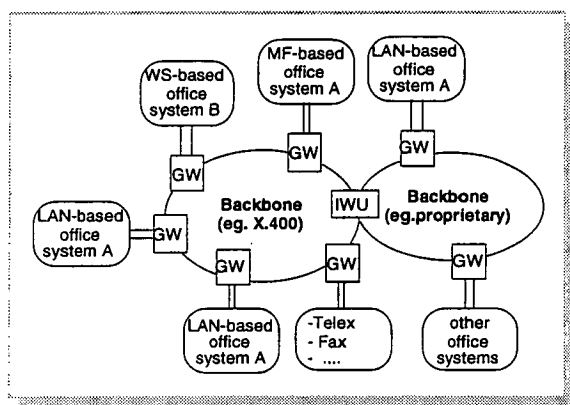 MF-based
office
system A
LAN-based
office
system A
WS-based
office
system B
GW
GW
GW
LAN-based
office
system A
GW
Backbone
(eg. X.400)
IWU
Backbone
(eg.proprietary)
GW
GW
GW
LAN-based
office
system A
-Telex
- Fax
- ....
other
office
systems